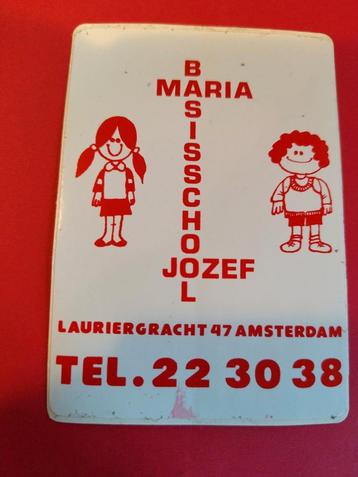 BASISSCHOOL
MARIA
JOZEF
LAURIERGRACHT 47 AMSTERDAM
TEL. 22 30 38